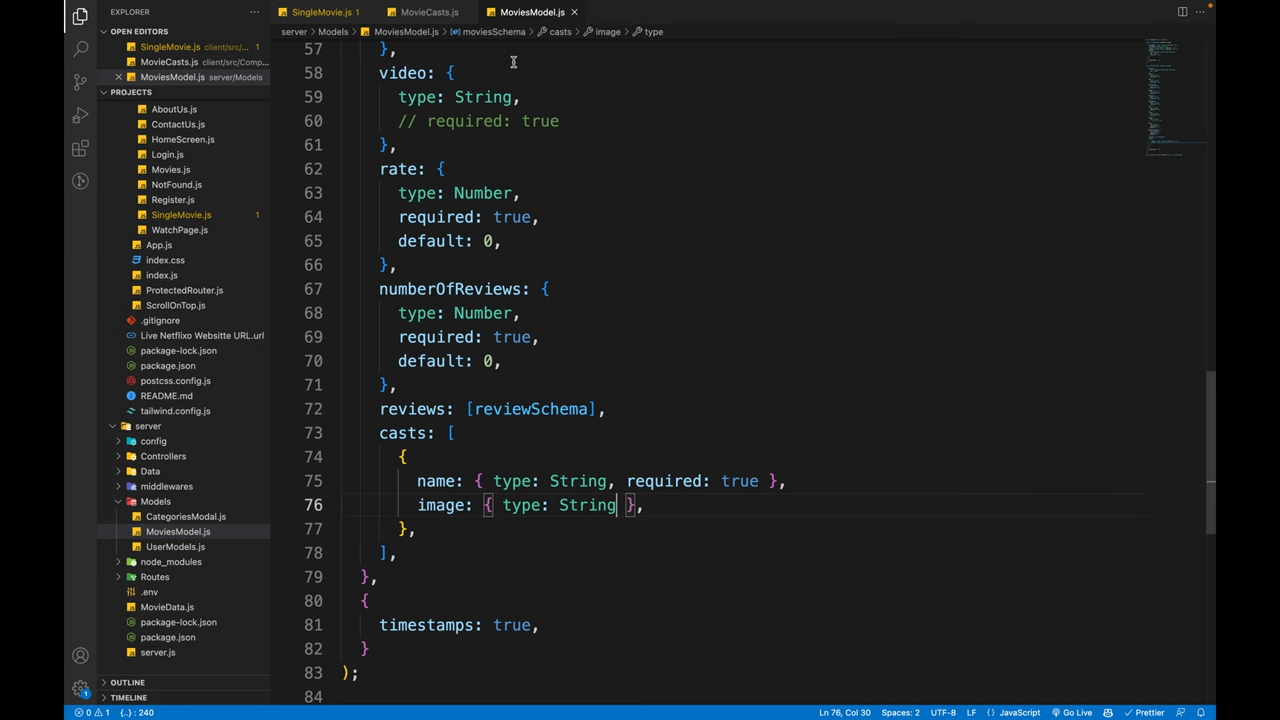 EXPLORER
SingleMovie.js 1
MovieCasts.js
MoviesModel.js
OPEN EDITORS
server > Models > MoviesModel.js > moviesSchema > casts > image > type
SingleMovie.js client/src/... 1
MovieCasts.js client/src/Comp...
MoviesModel.js server/Models
PROJECTS
AboutUs.js
ContactUs.js
HomeScreen.js
Login.js
Movies.js
NotFound.js
Register.js
SingleMovie.js 1
WatchPage.js
App.js
index.css
index.js
ProtectedRouter.js
ScrollOnTop.js
.gitignore
Live Netflixo Websitte URL.url
package-lock.json
package.json
postcss.config.js
README.md
tailwind.config.js
server
config
Controllers
Data
middlewares
Models
CategoriesModal.js
MoviesModel.js
UserModels.js
node_modules
Routes
.env
MovieData.js
package-lock.json
package.json
server.js
OUTLINE
TIMELINE
57 },
58 video: {
59 type: String,
60 // required: true
61 },
62 rate: {
63 type: Number,
64 required: true,
65 default: 0,
66 },
67 numberOfReviews: {
68 type: Number,
69 required: true,
70 default: 0,
71 },
72 reviews: [reviewSchema],
73 casts: [
74 {
75 name: { type: String, required: true },
76 image: { type: String },
77 },
78 ],
79 },
80 {
81 timestamps: true,
82 }
83 );
84
1
0 1 {..} : 240 Ln 76, Col 30 Spaces: 2 UTF-8 LF JavaScript Go Live Prettier